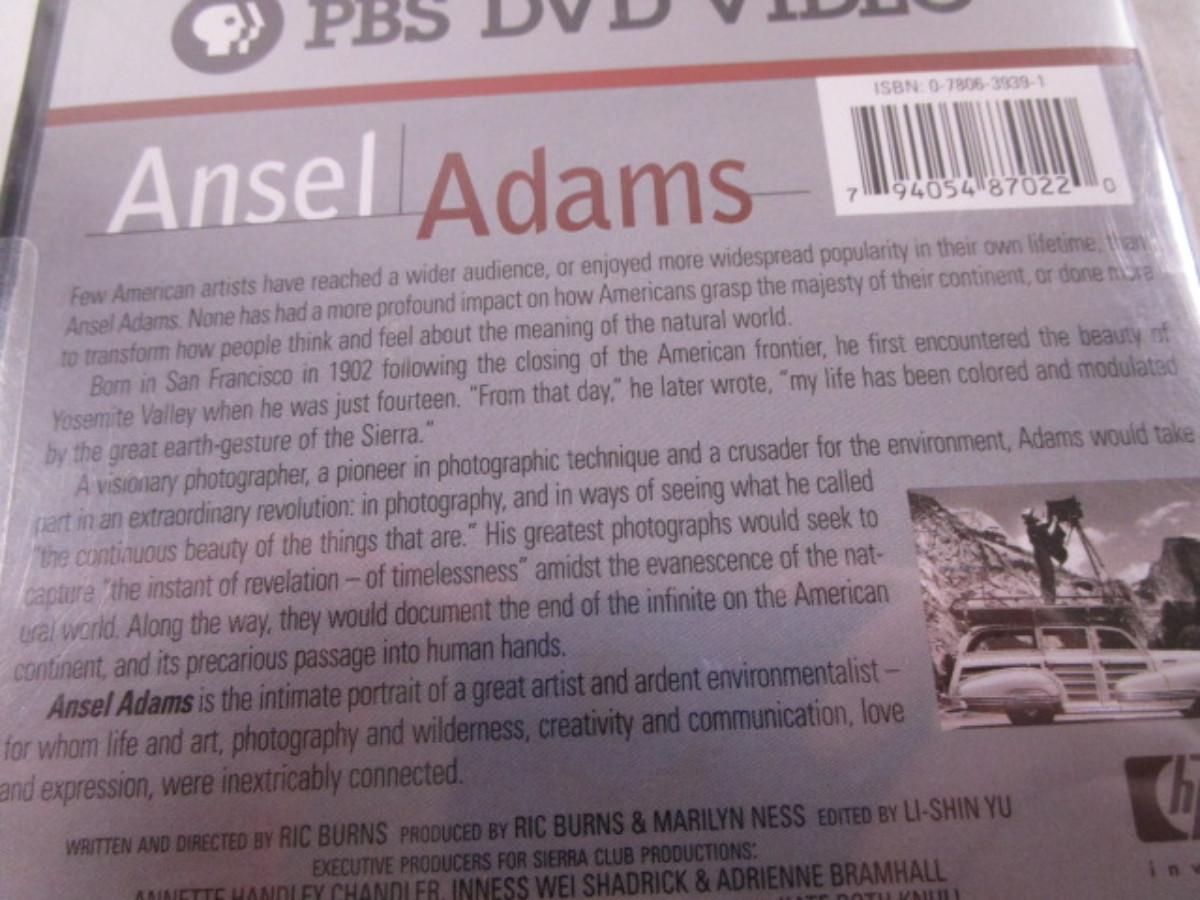 PBS DVD VIDEO
ISBN: 0-7806-3939-1
7 94054 87022 0
Ansel Adams
Few American artists have reached a wider audience, or enjoyed more widespread popularity in their own lifetime, than
Ansel Adams. None has had a more profound impact on how Americans grasp the majesty of their continent, or done more
to transform how people think and feel about the meaning of the natural world.
Born in San Francisco in 1902 following the closing of the American frontier, he first encountered the beauty of
Yosemite Valley when he was just fourteen. "From that day," he later wrote, "my life has been colored and modulated
by the great earth-gesture of the Sierra."
A visionary photographer, a pioneer in photographic technique and a crusader for the environment, Adams would take
part in an extraordinary revolution: in photography, and in ways of seeing what he called
"the continuous beauty of the things that are." His greatest photographs would seek to
capture "the instant of revelation – of timelessness" amidst the evanescence of the nat-
ural world. Along the way, they would document the end of the infinite on the American
continent, and its precarious passage into human hands.
Ansel Adams is the intimate portrait of a great artist and ardent environmentalist –
for whom life and art, photography and wilderness, creativity and communication, love
and expression, were inextricably connected.
WRITTEN AND DIRECTED BY RIC BURNS PRODUCED BY RIC BURNS & MARILYN NESS EDITED BY LI-SHIN YU
EXECUTIVE PRODUCERS FOR SIERRA CLUB PRODUCTIONS:
ANNETTE HANDLEY CHANDLER, INNESS WEI SHADRICK & ADRIENNE BRAMHALL
hp
inv